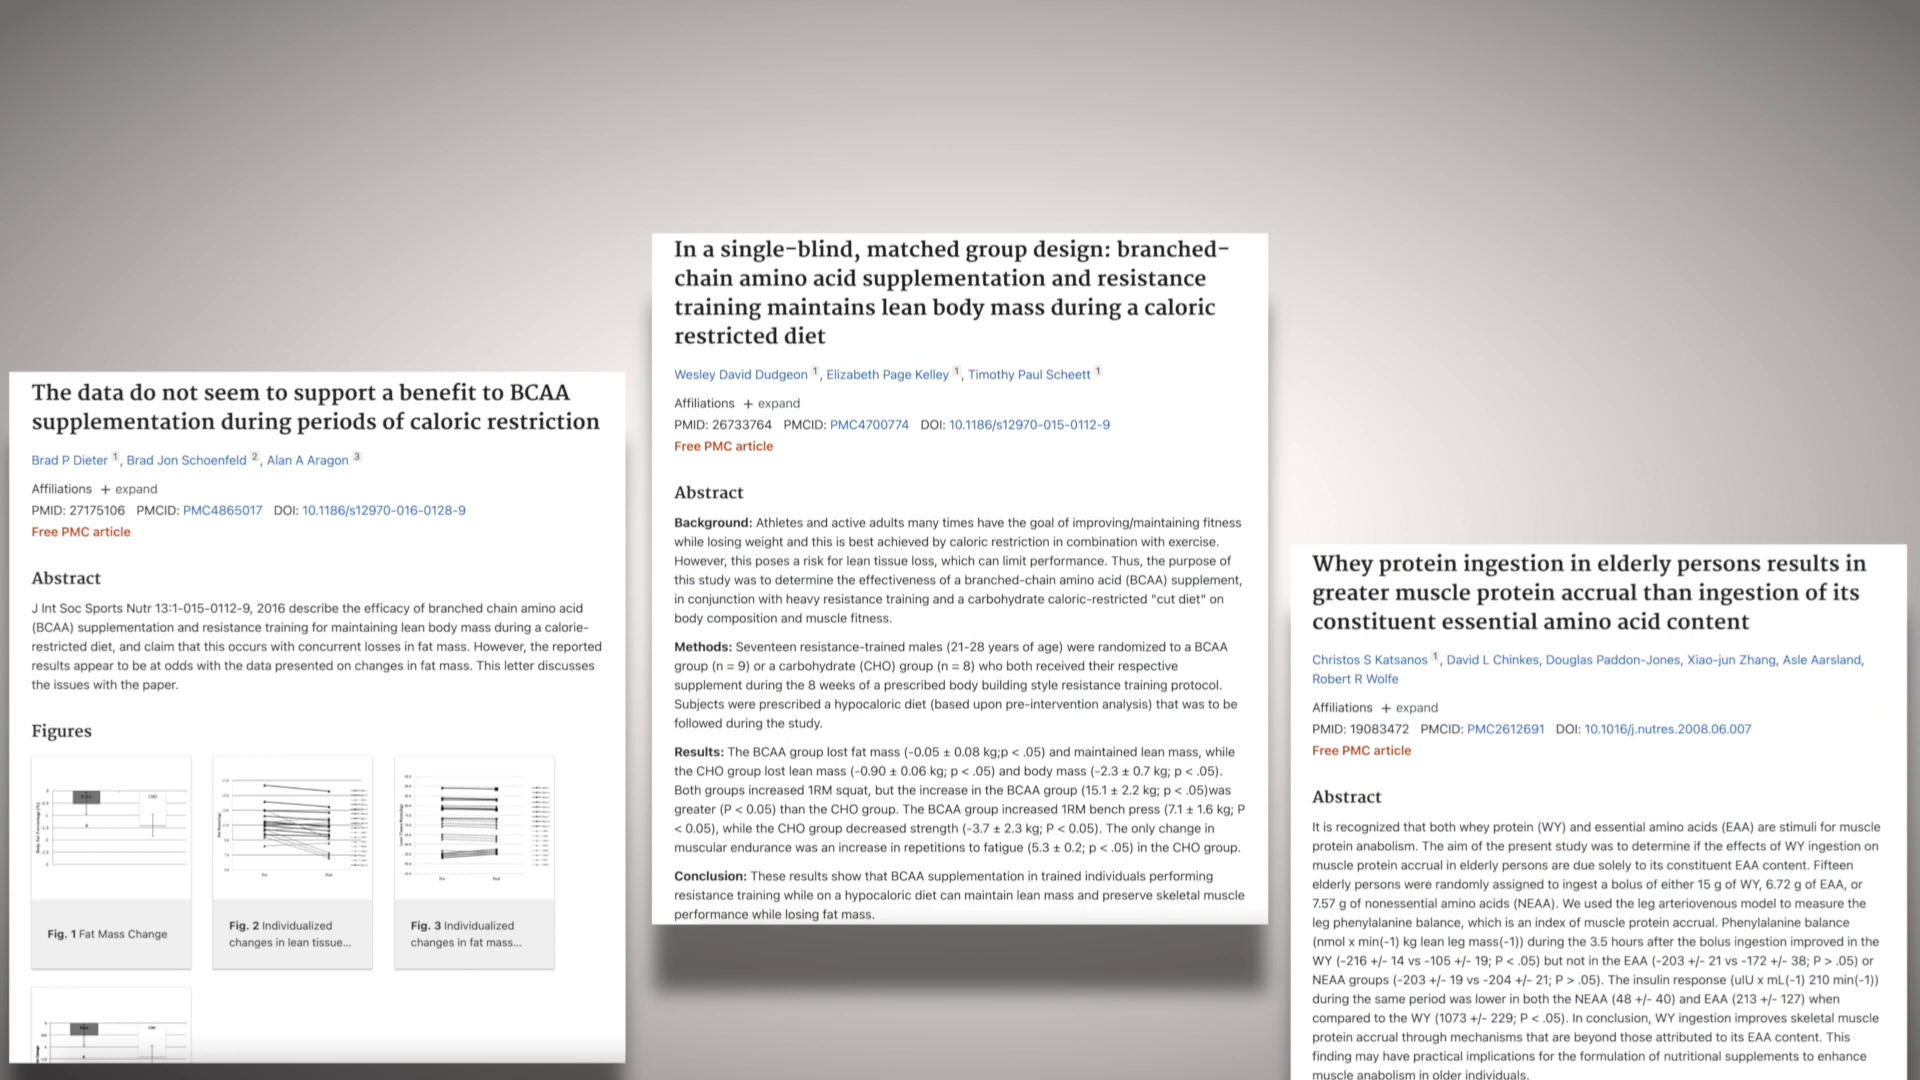 The data do not seem to support a benefit to BCAA
supplementation during periods of caloric restriction
Brad P Dieter 1, Brad Jon Schoenfeld 2, Alan A Aragon 3
Affiliations + expand
PMID: 27175106 PMCID: PMC4865017 DOI: 10.1186/s12970-016-0128-9
Free PMC article
Abstract
J Int Soc Sports Nutr 13:1-015-0112-9, 2016 describe the efficacy of branched chain amino acid
(BCAA) supplementation and resistance training for maintaining lean body mass during a calorie-
restricted diet, and claim that this occurs with concurrent losses in fat mass. However, the reported
results appear to be at odds with the data presented on changes in fat mass. This letter discusses
the issues with the paper.
Figures
Fig. 1 Fat Mass Change
Fig. 2 Individualized
changes in lean tissue...
Fig. 3 Individualized
changes in fat mass...
In a single-blind, matched group design: branched-
chain amino acid supplementation and resistance
training maintains lean body mass during a caloric
restricted diet
Wesley David Dudgeon 1, Elizabeth Page Kelley 1, Timothy Paul Scheett 1
Affiliations + expand
PMID: 26733764 PMCID: PMC4700774 DOI: 10.1186/s12970-015-0112-9
Free PMC article
Abstract
Background: Athletes and active adults many times have the goal of improving/maintaining fitness
while losing weight and this is best achieved by caloric restriction in combination with exercise.
However, this poses a risk for lean tissue loss, which can limit performance. Thus, the purpose of
this study was to determine the effectiveness of a branched-chain amino acid (BCAA) supplement,
in conjunction with heavy resistance training and a carbohydrate caloric-restricted "cut diet" on
body composition and muscle fitness.
Methods: Seventeen resistance-trained males (21-28 years of age) were randomized to a BCAA
group (n = 9) or a carbohydrate (CHO) group (n = 8) who both received their respective
supplement during the 8 weeks of a prescribed body building style resistance training protocol.
Subjects were prescribed a hypocaloric diet (based upon pre-intervention analysis) that was to be
followed during the study.
Results: The BCAA group lost fat mass (-0.05 ± 0.08 kg;p < .05) and maintained lean mass, while
the CHO group lost lean mass (-0.90 ± 0.06 kg; p < .05) and body mass (-2.3 ± 0.7 kg; p < .05).
Both groups increased 1RM squat, but the increase in the BCAA group (15.1 ± 2.2 kg; p < .05)was
greater (P < 0.05) than the CHO group. The BCAA group increased 1RM bench press (7.1 ± 1.6 kg; P
< 0.05), while the CHO group decreased strength (-3.7 ± 2.3 kg; P < 0.05). The only change in
muscular endurance was an increase in repetitions to fatigue (5.3 ± 0.2; p < .05) in the CHO group.
Conclusion: These results show that BCAA supplementation in trained individuals performing
resistance training while on a hypocaloric diet can maintain lean mass and preserve skeletal muscle
performance while losing fat mass.
Whey protein ingestion in elderly persons results in
greater muscle protein accrual than ingestion of its
constituent essential amino acid content
Christos S Katsanos 1, David L Chinkes, Douglas Paddon-Jones, Xiao-jun Zhang, Asle Aarsland,
Robert R Wolfe
Affiliations + expand
PMID: 19083472 PMCID: PMC2612691 DOI: 10.1016/j.nutres.2008.06.007
Free PMC article
Abstract
It is recognized that both whey protein (WY) and essential amino acids (EAA) are stimuli for muscle
protein anabolism. The aim of the present study was to determine if the effects of WY ingestion on
muscle protein accrual in elderly persons are due solely to its constituent EAA content. Fifteen
elderly persons were randomly assigned to ingest a bolus of either 15 g of WY, 6.72 g of EAA, or
7.57 g of nonessential amino acids (NEAA). We used the leg arteriovenous model to measure the
leg phenylalanine balance, which is an index of muscle protein accrual. Phenylalanine balance
(nmol x min(-1) kg lean leg mass(-1)) during the 3.5 hours after the bolus ingestion improved in the
WY (-216 +/- 14 vs -105 +/- 19; P < .05) but not in the EAA (-203 +/- 21 vs -172 +/- 38; P > .05) or
NEAA groups (-203 +/- 19 vs -204 +/- 21; P > .05). The insulin response (uIU x mL(-1) 210 min(-1))
during the same period was lower in both the NEAA (48 +/- 40) and EAA (213 +/- 127) when
compared to the WY (1073 +/- 229; P < .05). In conclusion, WY ingestion improves skeletal muscle
protein accrual through mechanisms that are beyond those attributed to its EAA content. This
finding may have practical implications for the formulation of nutritional supplements to enhance
muscle anabolism in older individuals.